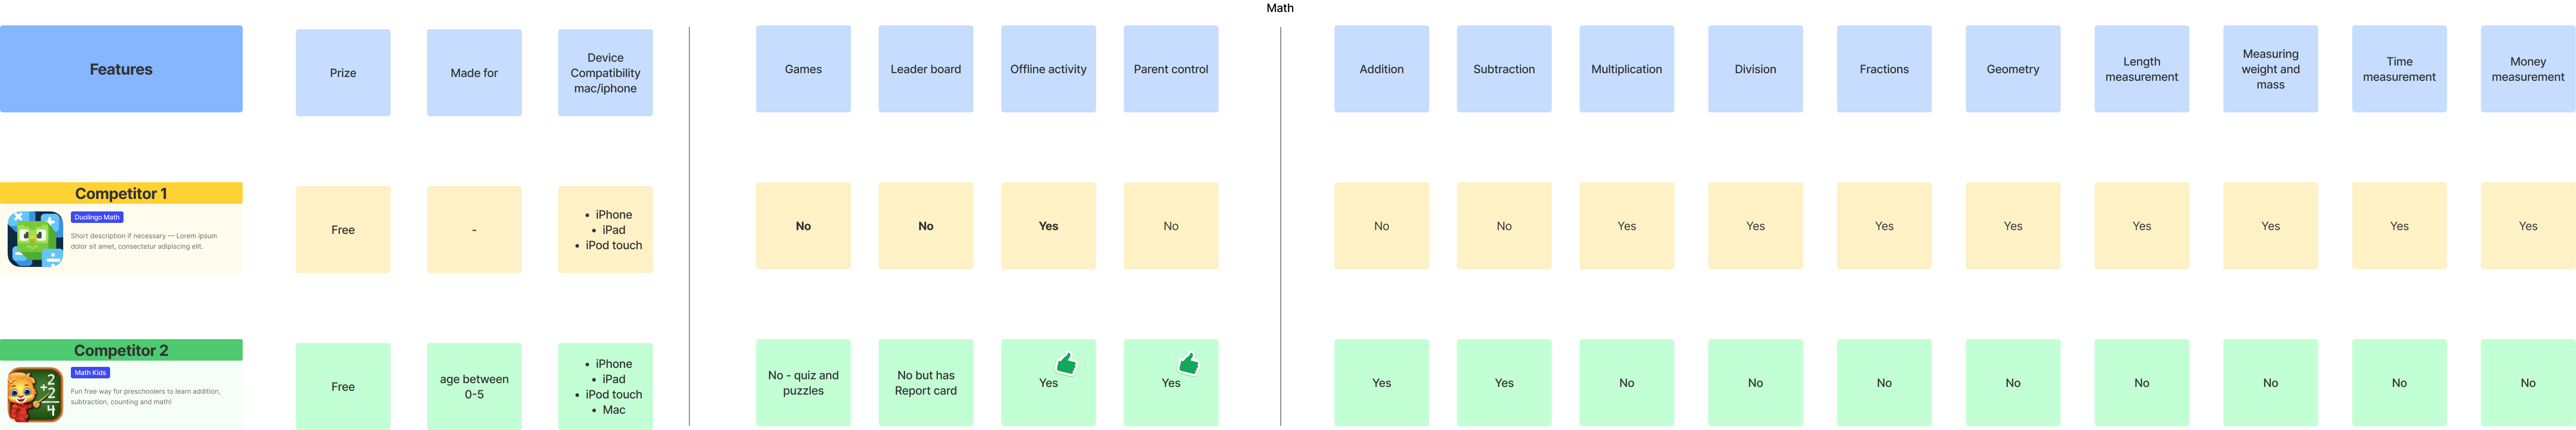 Math
Features
Prize
Made for
Device
Compatibility
mac/iphone
Games
Leader board
Offline activity
Parent control
Addition
Subtraction
Multiplication
Division
Fractions
Geometry
Length
measurement
Measuring
weight and
mass
Time
measurement
Money
measurement
Competitor 1
Duolingo Math
Short description if necessary — Lorem ipsum
dolor sit amet, consectetur adipiscing elit.
Free
-
• iPhone
• iPad
• iPod touch
No
No
Yes
No
No
No
Yes
Yes
Yes
Yes
Yes
Yes
Yes
Yes
Competitor 2
Math Kids
Fun free way for preschoolers to learn addition,
subtraction, counting and math!
+2
2
4
Free
age between
0-5
• iPhone
• iPad
• iPod touch
• Mac
No - quiz and
puzzles
No but has
Report card
Yes
Yes
Yes
Yes
No
No
No
No
No
No
No
No